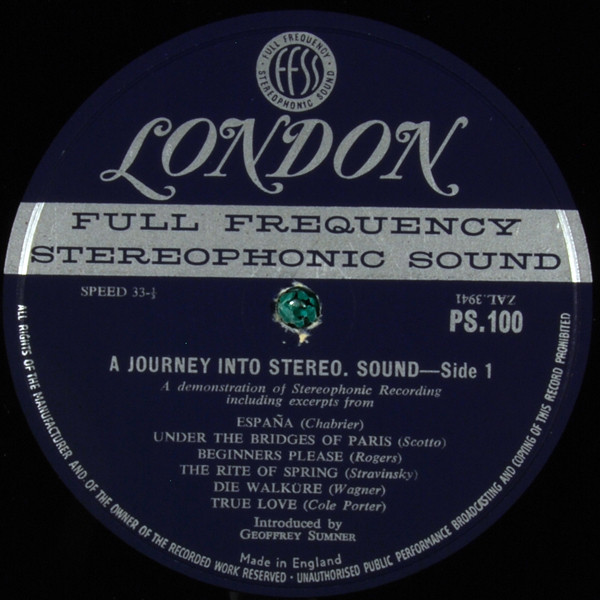 FULL FREQUENCY
FFSS
STEREOPHONIC SOUND
LONDON
FULL FREQUENCY
STEREOPHONIC SOUND
SPEED 33-⅓
ZAL.3941
PS.100
A JOURNEY INTO STEREO. SOUND—Side 1
A demonstration of Stereophonic Recording
including excerpts from
ESPAÑA (Chabrier)
UNDER THE BRIDGES OF PARIS (Scotto)
BEGINNERS PLEASE (Rogers)
THE RITE OF SPRING (Stravinsky)
DIE WALKÜRE (Wagner)
TRUE LOVE (Cole Porter)
Introduced by
GEOFFREY SUMNER
Made in England
ALL RIGHTS OF THE MANUFACTURER AND OF THE OWNER OF THE RECORDED WORK RESERVED · UNAUTHORISED PUBLIC PERFORMANCE BROADCASTING AND COPYING OF THIS RECORD PROHIBITED